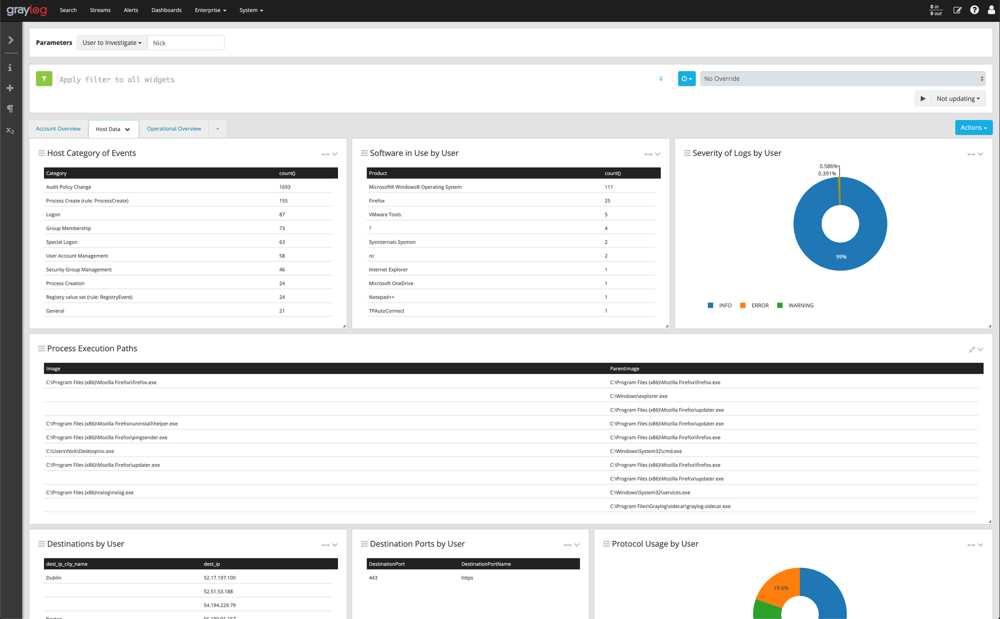 graylog Search Streams Alerts Dashboards Enterprise System 0 in
0 out
Parameters User to Investigate Nick
Apply filter to all widgets No Override
Not updating
Account Overview Host Data Operational Overview + Actions
Host Category of Events
Category count()
Audit Policy Change 1693
Process Create (rule: ProcessCreate) 155
Logon 87
Group Membership 73
Special Logon 63
User Account Management 58
Security Group Management 46
Process Creation 24
Registry value set (rule: RegistryEvent) 24
General 21
Software in Use by User
Product count()
Microsoft® Windows® Operating System 111
Firefox 25
VMware Tools 5
? 4
Sysinternals Sysmon 2
nc 2
Internet Explorer 1
Microsoft OneDrive 1
Notepad++ 1
TPAutoConnect 1
Severity of Logs by User
0.586%
0.391%
99%
INFO ERROR WARNING
Process Execution Paths
Image ParentImage
C:\Program Files (x86)\Mozilla Firefox\firefox.exe C:\Program Files (x86)\Mozilla Firefox\firefox.exe
C:\Windows\explorer.exe
C:\Program Files (x86)\Mozilla Firefox\updater.exe
C:\Program Files (x86)\Mozilla Firefox\uninstall\helper.exe C:\Program Files (x86)\Mozilla Firefox\updater.exe
C:\Program Files (x86)\Mozilla Firefox\pingsender.exe C:\Program Files (x86)\Mozilla Firefox\firefox.exe
C:\Users\Nick\Desktop\nc.exe C:\Windows\System32\cmd.exe
C:\Program Files (x86)\Mozilla Firefox\updater.exe C:\Program Files (x86)\Mozilla Firefox\firefox.exe
C:\Program Files (x86)\Mozilla Firefox\updater.exe
C:\Program Files (x86)\nxlog\nxlog.exe C:\Windows\System32\services.exe
C:\Program Files\Graylog\sidecar\graylog-sidecar.exe
Destinations by User
dest_ip_city_name dest_ip
Dublin 52.17.197.100
52.51.53.188
54.194.229.79
Destination Ports by User
DestinationPort DestinationPortName
443 https
Protocol Usage by User
19.6%